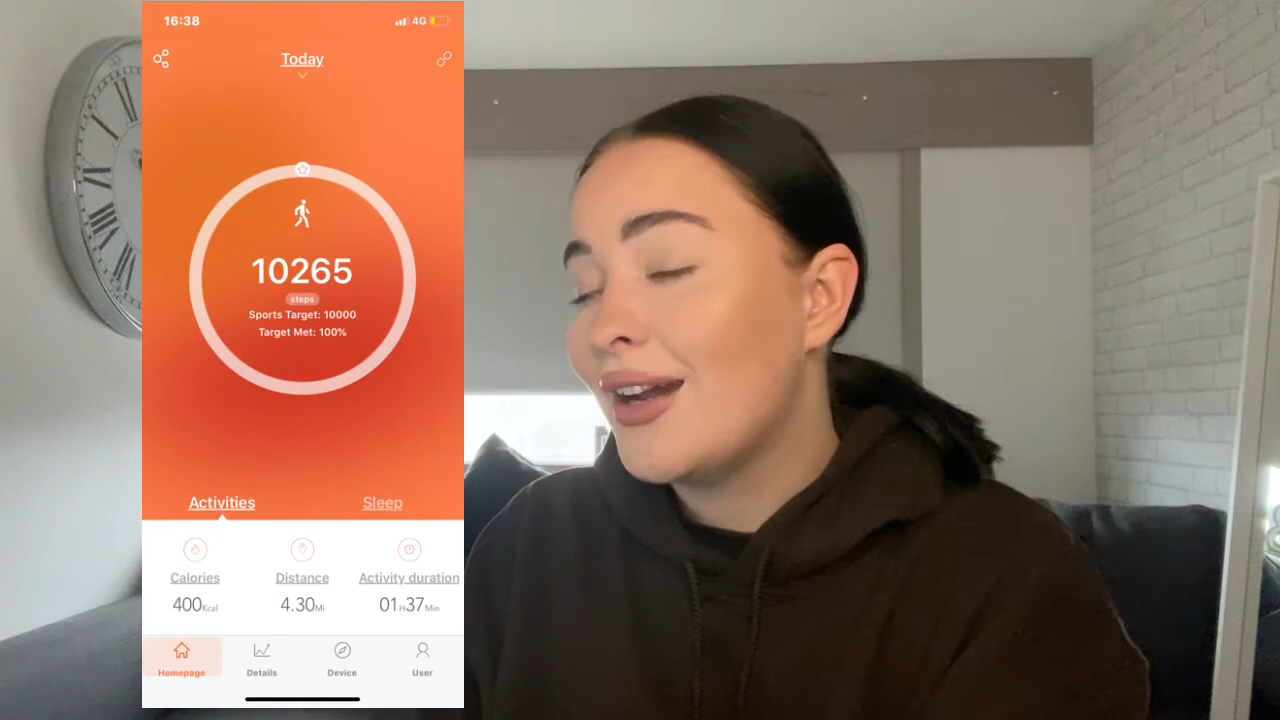 16:38 4G
Today
10265
steps
Sports Target: 10000
Target Met: 100%
Activities Sleep
Calories Distance Activity duration
400Kcal 4.30Mi 01H37Min
Homepage Details Device User